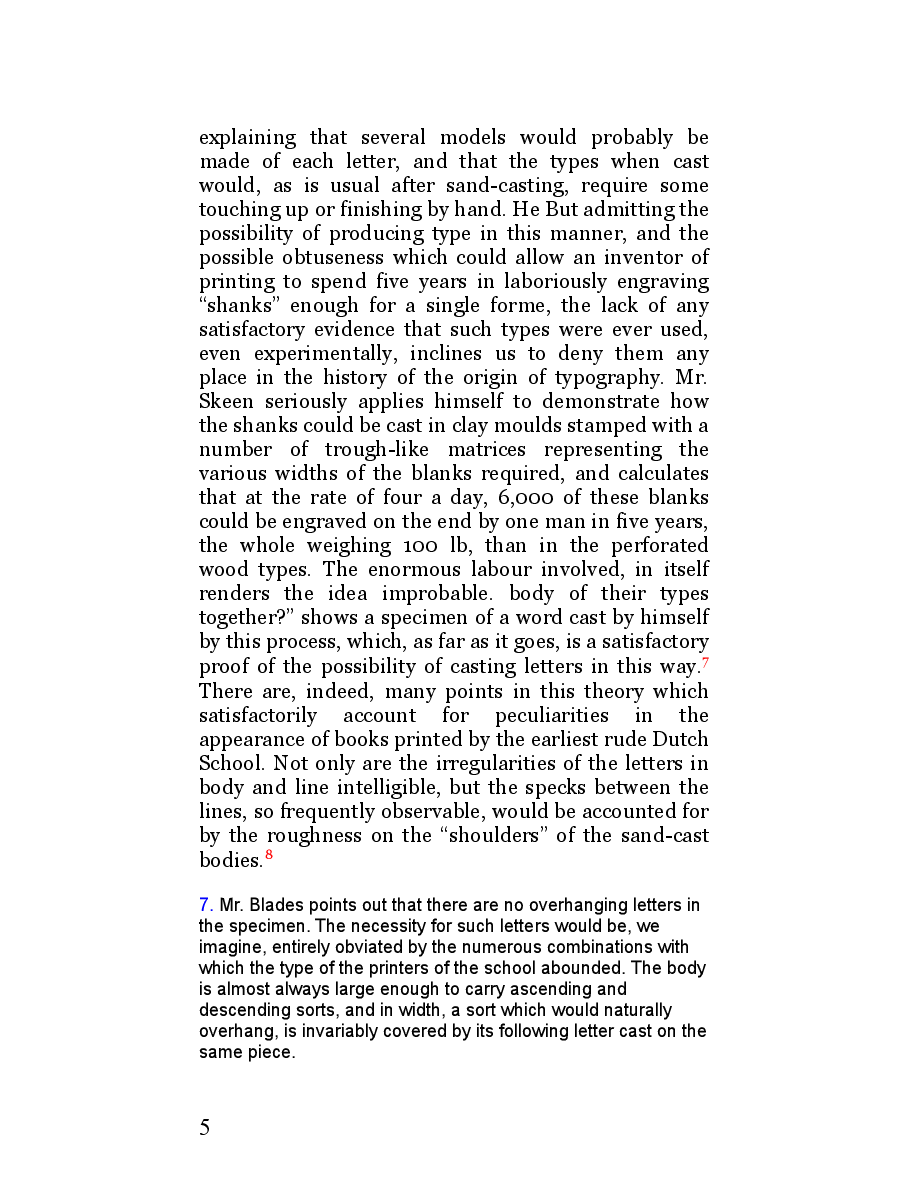 explaining that several models would probably be
made of each letter, and that the types when cast
would, as is usual after sand-casting, require some
touching up or finishing by hand. He But admitting the
possibility of producing type in this manner, and the
possible obtuseness which could allow an inventor of
printing to spend five years in laboriously engraving
“shanks” enough for a single forme, the lack of any
satisfactory evidence that such types were ever used,
even experimentally, inclines us to deny them any
place in the history of the origin of typography. Mr.
Skeen seriously applies himself to demonstrate how
the shanks could be cast in clay moulds stamped with a
number of trough-like matrices representing the
various widths of the blanks required, and calculates
that at the rate of four a day, 6,000 of these blanks
could be engraved on the end by one man in five years,
the whole weighing 100 lb, than in the perforated
wood types. The enormous labour involved, in itself
renders the idea improbable. body of their types
together?” shows a specimen of a word cast by himself
by this process, which, as far as it goes, is a satisfactory
proof of the possibility of casting letters in this way.7
There are, indeed, many points in this theory which
satisfactorily account for peculiarities in the
appearance of books printed by the earliest rude Dutch
School. Not only are the irregularities of the letters in
body and line intelligible, but the specks between the
lines, so frequently observable, would be accounted for
by the roughness on the “shoulders” of the sand-cast
bodies.8
7. Mr. Blades points out that there are no overhanging letters in
the specimen. The necessity for such letters would be, we
imagine, entirely obviated by the numerous combinations with
which the type of the printers of the school abounded. The body
is almost always large enough to carry ascending and
descending sorts, and in width, a sort which would naturally
overhang, is invariably covered by its following letter cast on the
same piece.
5